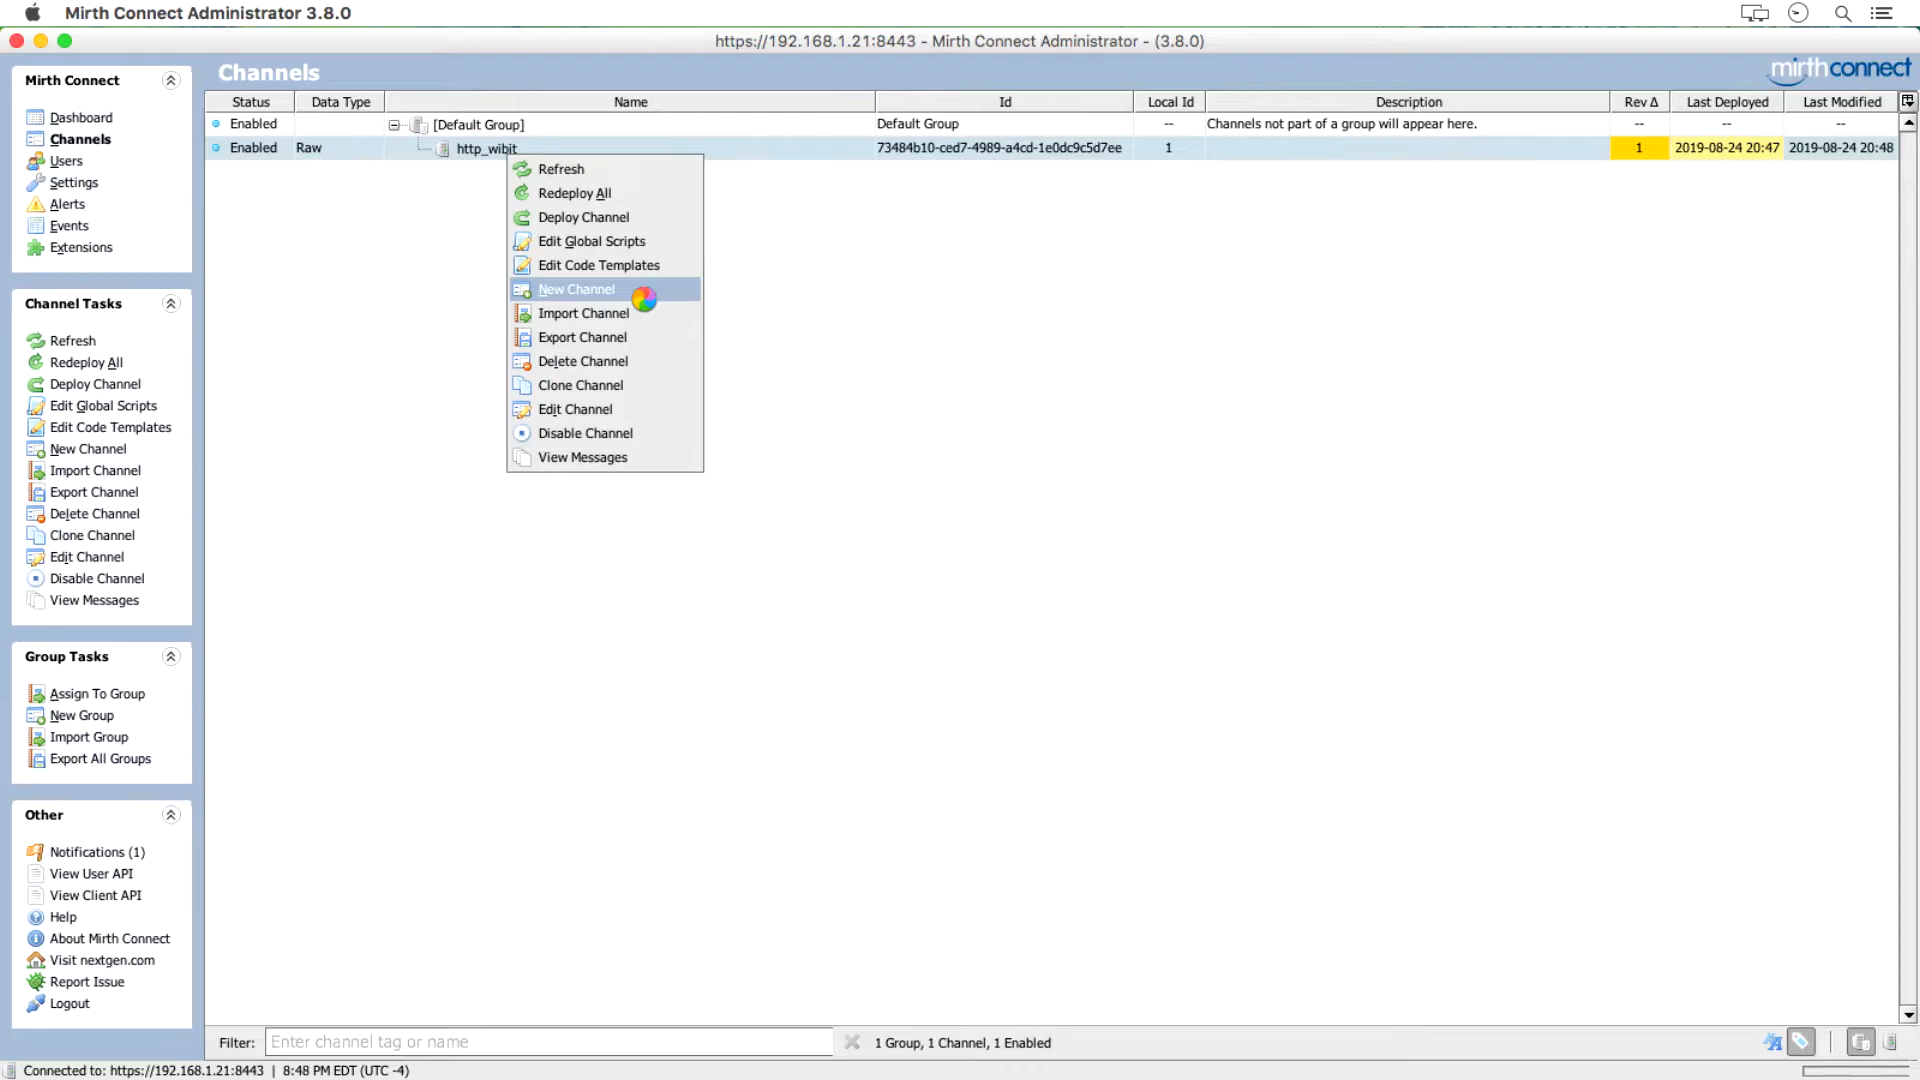 Mirth Connect Administrator 3.8.0
https://192.168.1.21:8443 - Mirth Connect Administrator - (3.8.0)
Mirth Connect
Dashboard
Channels
Users
Settings
Alerts
Events
Extensions
Channel Tasks
Refresh
Redeploy All
Deploy Channel
Edit Global Scripts
Edit Code Templates
New Channel
Import Channel
Export Channel
Delete Channel
Clone Channel
Edit Channel
Disable Channel
View Messages
Group Tasks
Assign To Group
New Group
Import Group
Export All Groups
Other
Notifications (1)
View User API
View Client API
Help
About Mirth Connect
Visit nextgen.com
Report Issue
Logout
Channels
mirthconnect
Status Data Type Name Id Local Id Description Rev Δ Last Deployed Last Modified
Enabled [Default Group] Default Group -- Channels not part of a group will appear here. -- -- --
Enabled Raw http_wibit 73484b10-ced7-4989-a4cd-1e0dc9c5d7ee 1 1 2019-08-24 20:47 2019-08-24 20:48
Refresh
Redeploy All
Deploy Channel
Edit Global Scripts
Edit Code Templates
New Channel
Import Channel
Export Channel
Delete Channel
Clone Channel
Edit Channel
Disable Channel
View Messages
Filter: Enter channel tag or name 1 Group, 1 Channel, 1 Enabled
Connected to: https://192.168.1.21:8443 | 8:48 PM EDT (UTC -4)